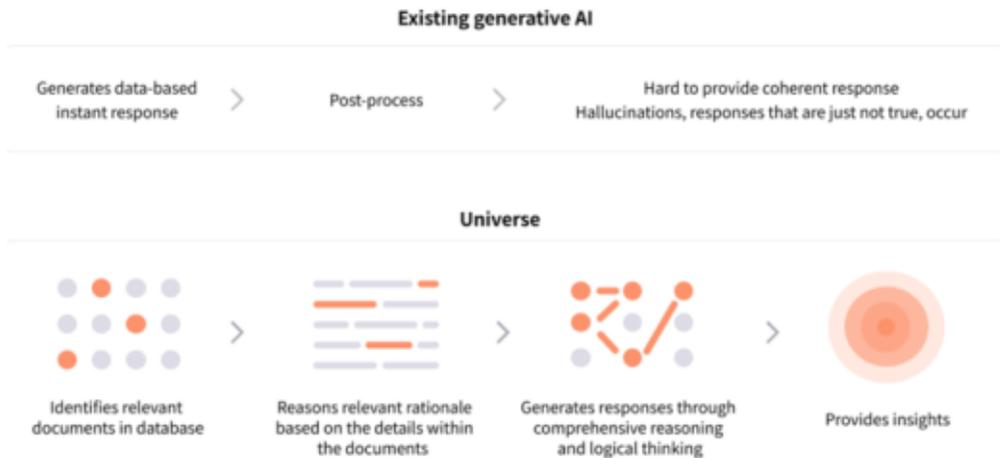 Existing generative AI
Generates data-based
instant response
Post-process
Hard to provide coherent response
Hallucinations, responses that are just not true, occur
Universe
Identifies relevant
documents in database
Reasons relevant rationale
based on the details within
the documents
Generates responses through
comprehensive reasoning
and logical thinking
Provides insights